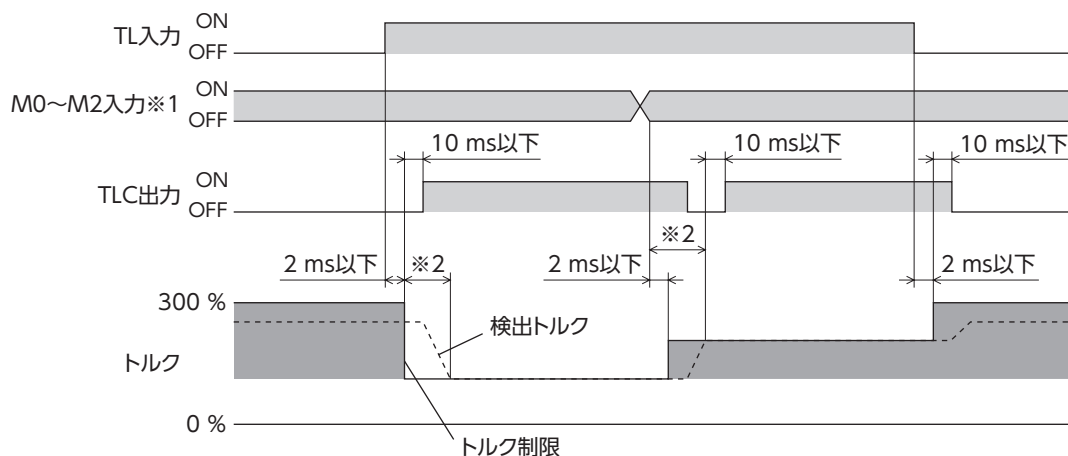 TL入力 ON
OFF
M0～M2入力※1 ON
OFF
10 ms以下 10 ms以下 10 ms以下
TLC出力 ON
OFF
※2
2 ms以下 ※2 2 ms以下 2 ms以下
300 %
検出トルク
トルク
0 %
トルク制限